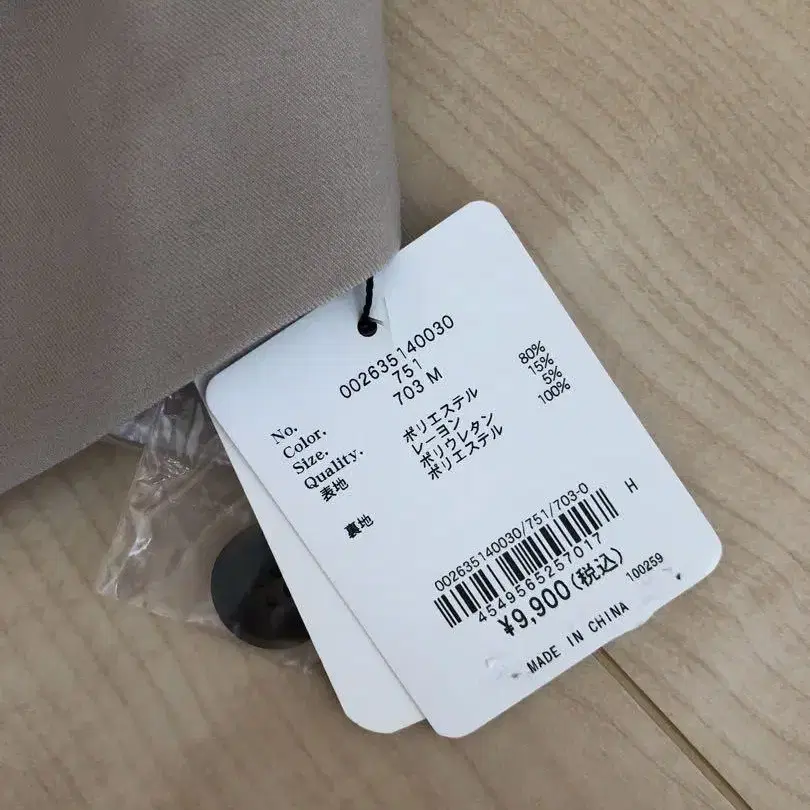 No. 002635140030
Color. 751
Size. 703 M
Quality.
表地 ポリエステル 80%
レーヨン 15%
ポリウレタン 5%
裏地 ポリエステル 100%
H
002635140030/751/703-0
4549565257017
¥9,900(税込)
100259
MADE IN CHINA